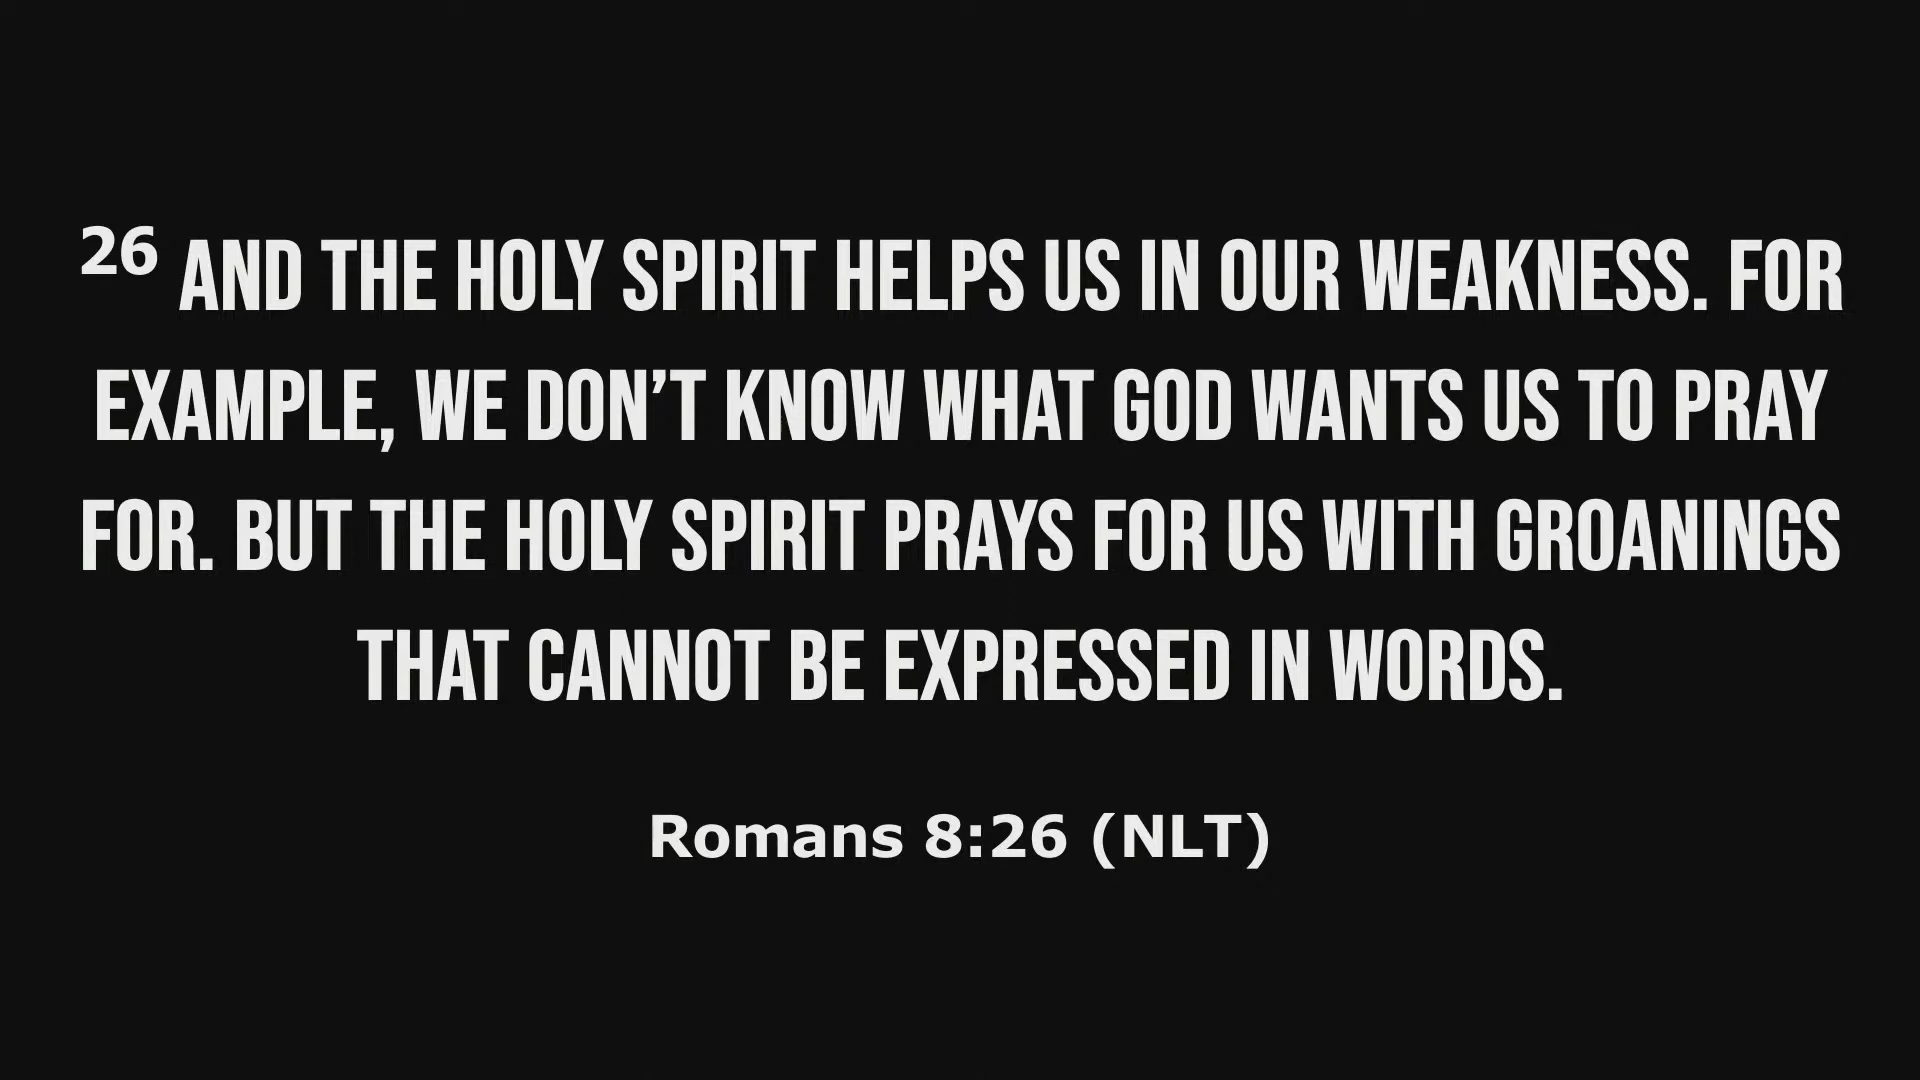 26 AND THE HOLY SPIRIT HELPS US IN OUR WEAKNESS. FOR
EXAMPLE, WE DON’T KNOW WHAT GOD WANTS US TO PRAY
FOR. BUT THE HOLY SPIRIT PRAYS FOR US WITH GROANINGS
THAT CANNOT BE EXPRESSED IN WORDS.
Romans 8:26 (NLT)